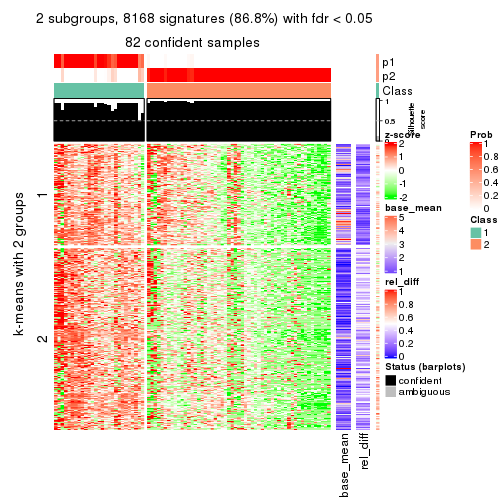 2 subgroups, 8168 signatures (86.8%) with fdr < 0.05
82 confident samples
p1
p2
Class
1
0.5
0
Silhouette
score
k-means with 2 groups
1
2
base_mean
rel_diff
z-score
2
1
0
-1
-2
base_mean
5
4
3
2
1
rel_diff
1
0.8
0.6
0.4
0.2
0
Status (barplots)
confident
ambiguous
Prob
1
0.8
0.6
0.4
0.2
0
Class
1
2